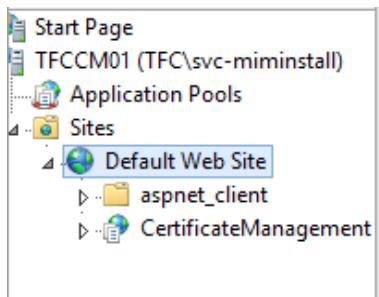 Start Page
TFCCM01 (TFC\svc-miminstall)
Application Pools
Sites
Default Web Site
aspnet_client
CertificateManagement